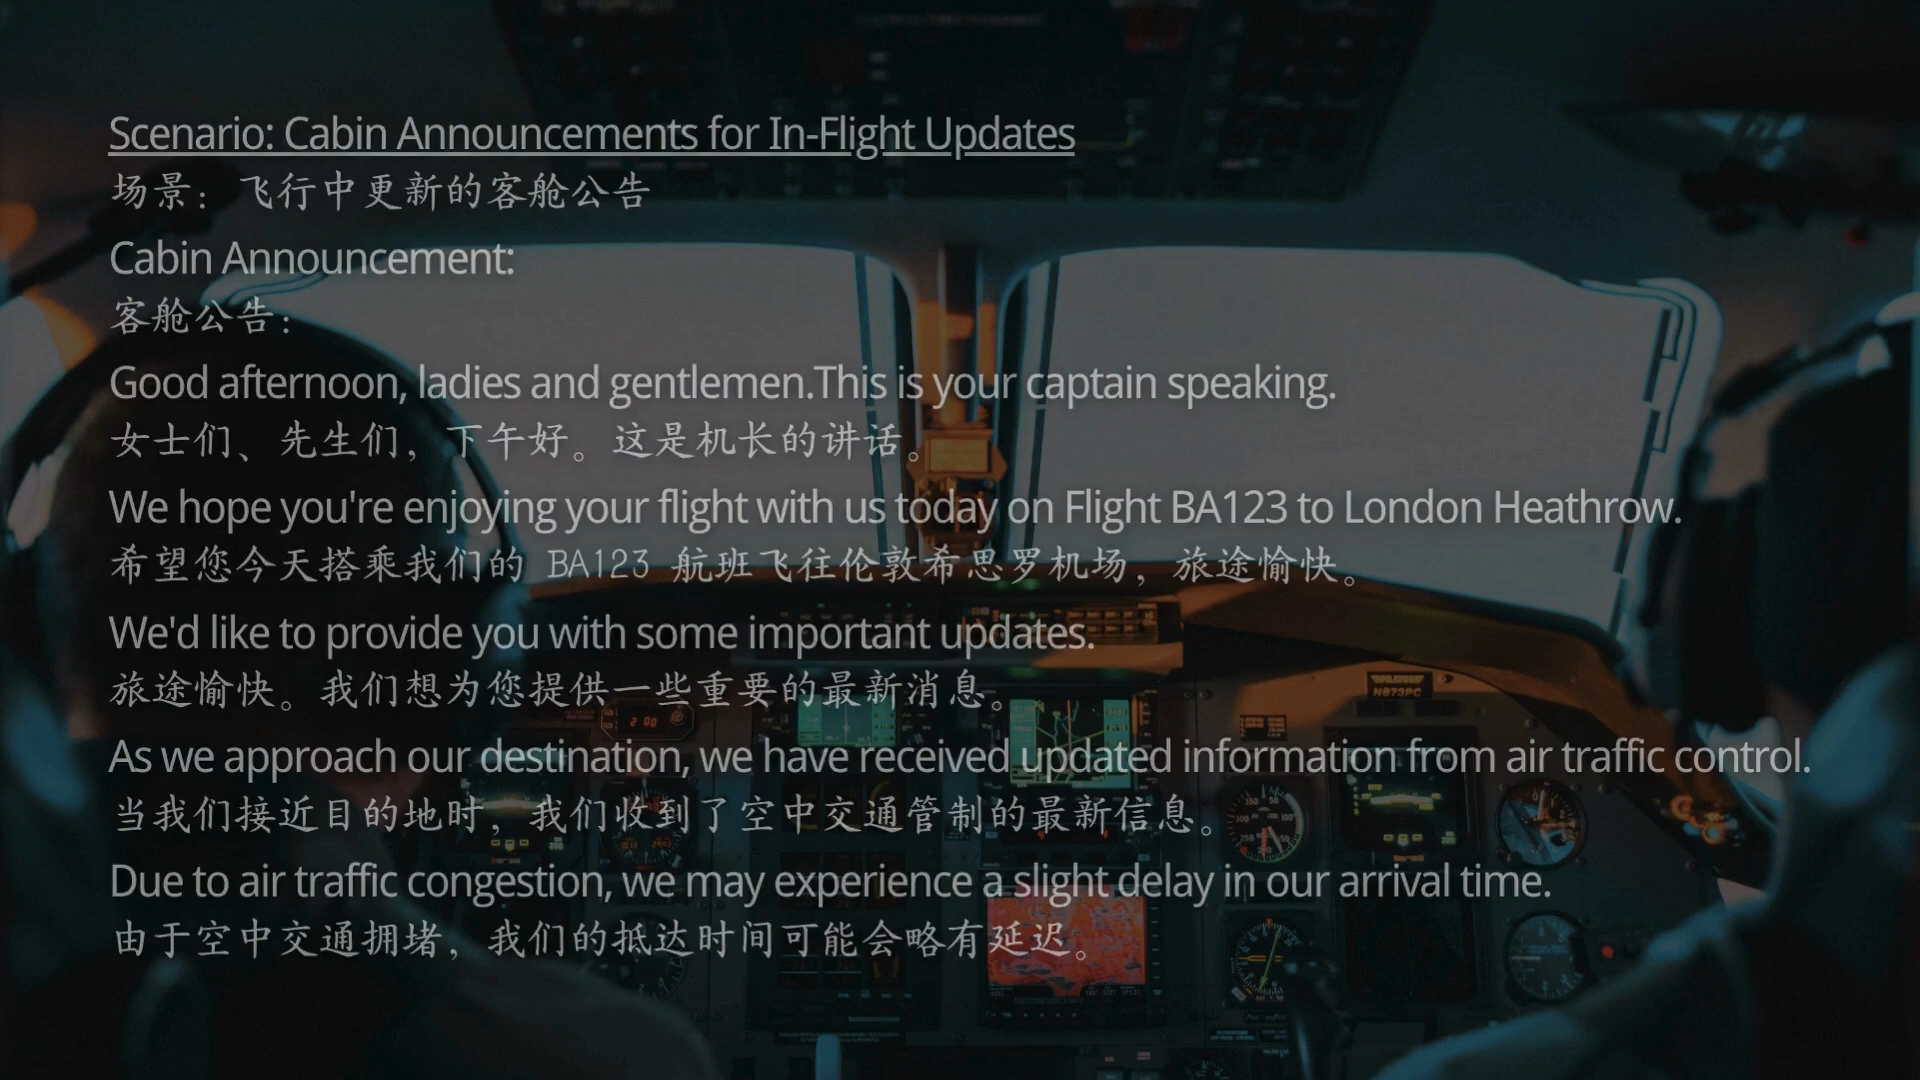 Scenario: Cabin Announcements for In-Flight Updates
场景：飞行中更新的客舱公告
Cabin Announcement:
客舱公告：
Good afternoon, ladies and gentlemen.This is your captain speaking.
女士们、先生们，下午好。这是机长的讲话。
We hope you're enjoying your flight with us today on Flight BA123 to London Heathrow.
希望您今天搭乘我们的 BA123 航班飞往伦敦希思罗机场，旅途愉快。
We'd like to provide you with some important updates.
旅途愉快。我们想为您提供一些重要的最新消息。
As we approach our destination, we have received updated information from air traffic control.
当我们接近目的地时，我们收到了空中交通管制的最新信息。
Due to air traffic congestion, we may experience a slight delay in our arrival time.
由于空中交通拥堵，我们的抵达时间可能会略有延迟。
N873PC